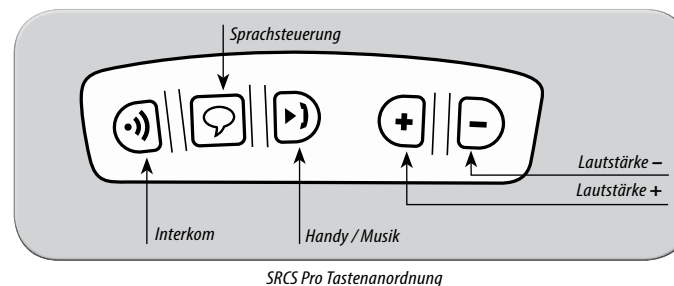 Sprachsteuerung
Lautstärke –
Lautstärke +
Interkom
Handy / Musik
SRCS Pro Tastenanordnung